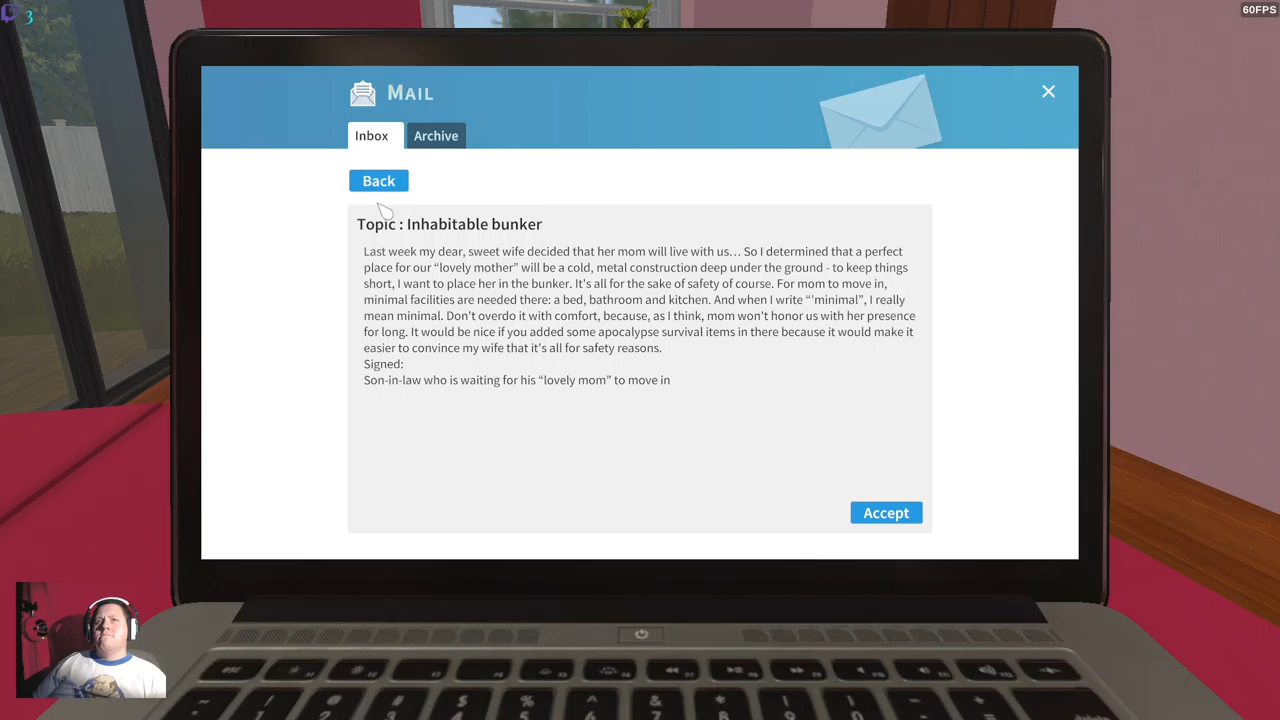 3
60FPS
MAIL
Inbox
Archive
Back
Topic : Inhabitable bunker
Last week my dear, sweet wife decided that her mom will live with us... So I determined that a perfect
place for our “lovely mother” will be a cold, metal construction deep under the ground - to keep things
short, I want to place her in the bunker. It's all for the sake of safety of course. For mom to move in,
minimal facilities are needed there: a bed, bathroom and kitchen. And when I write “'minimal”, I really
mean minimal. Don't overdo it with comfort, because, as I think, mom won't honor us with her presence
for long. It would be nice if you added some apocalypse survival items in there because it would make it
easier to convince my wife that it's all for safety reasons.
Signed:
Son-in-law who is waiting for his “lovely mom” to move in
Accept